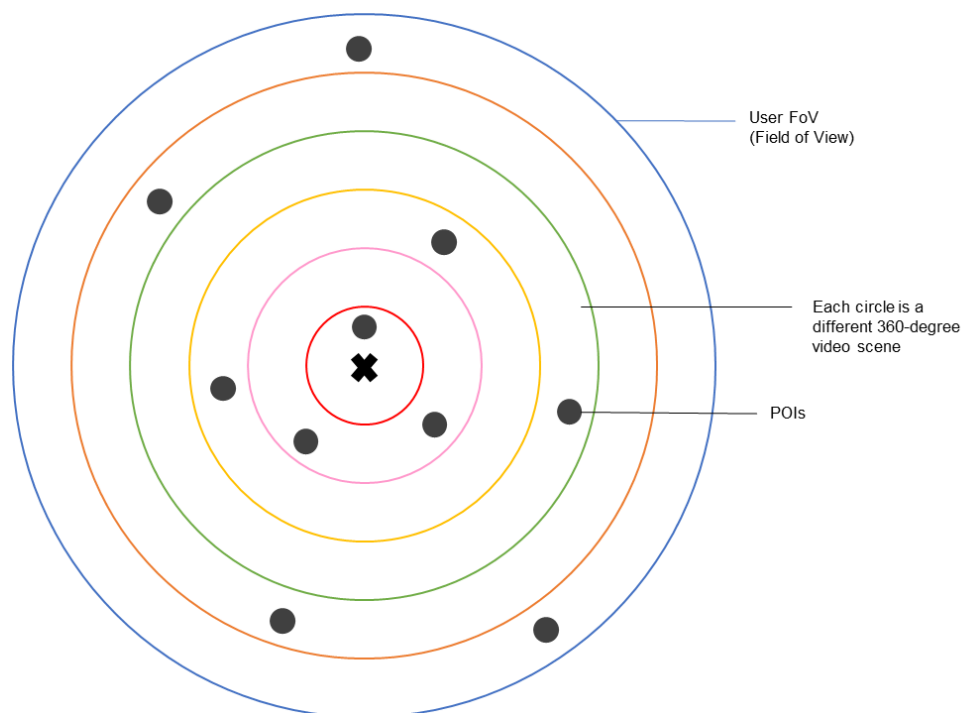 User FoV
(Field of View)
Each circle is a
different 360-degree
video scene
POIs